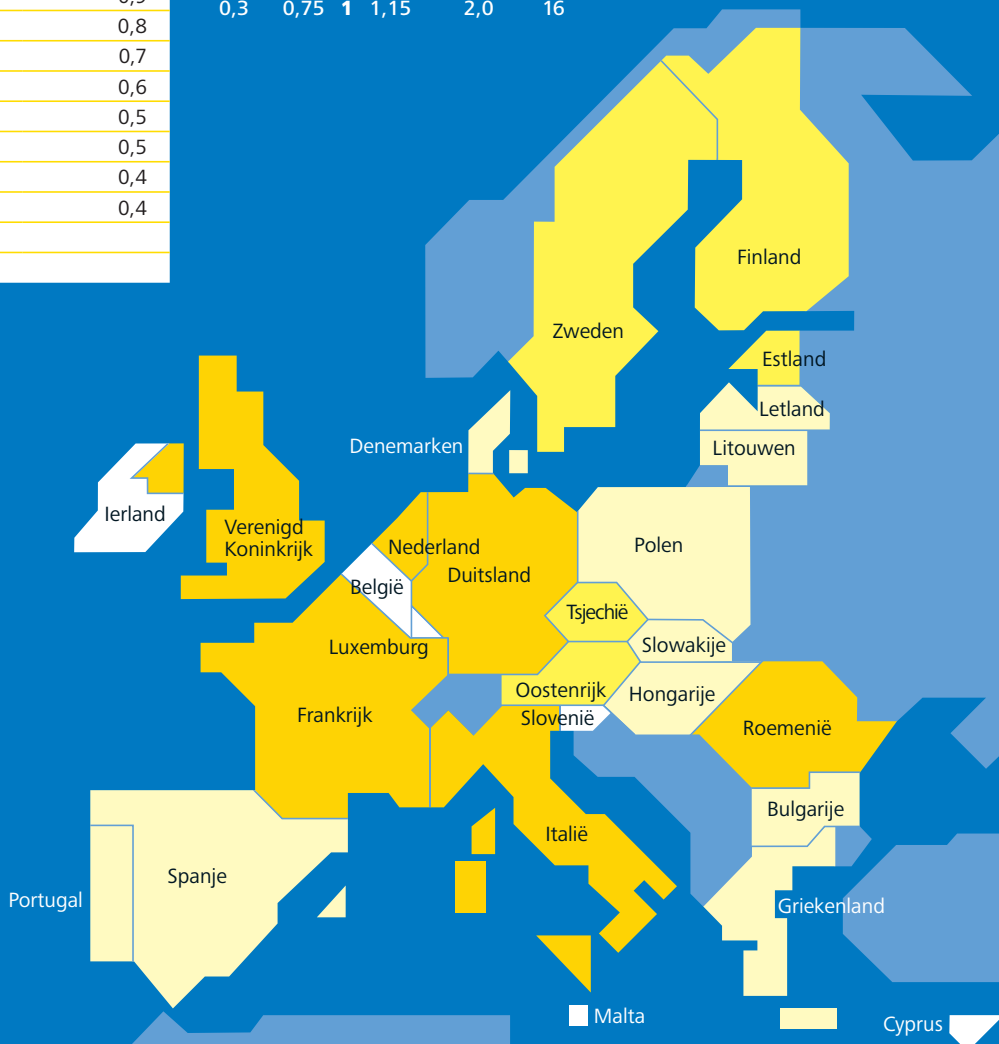 0,3 0,75 1 1,15 2,0 16
0,8
0,7
0,6
0,5
0,5
0,4
0,4
Finland
Zweden
Estland
Letland
Denemarken
Litouwen
Ierland
Verenigd
Koninkrijk
Nederland
Polen
Duitsland
België
Tsjechië
Luxemburg
Slowakije
Oostenrijk
Hongarije
Frankrijk
Slovenië
Roemenië
Bulgarije
Italië
Spanje
Portugal
Griekenland
Malta
Cyprus